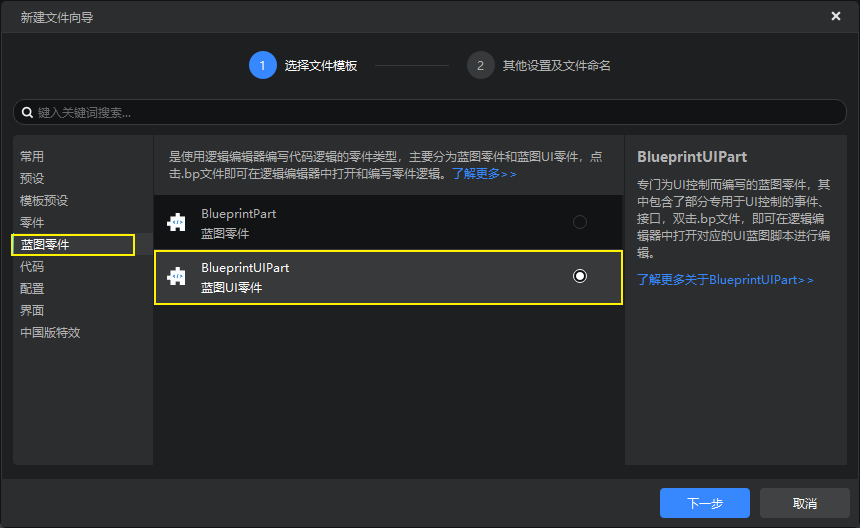 新建文件向导
1 选择文件模板
2 其他设置及文件命名
键入关键词搜索...
常用
预设
模板预设
零件
蓝图零件
代码
配置
界面
中国版特效
是使用逻辑编辑器编写代码逻辑的零件类型，主要分为蓝图零件和蓝图UI零件，点
击.bp文件即可在逻辑编辑器中打开和编写零件逻辑。了解更多>>
BlueprintPart
蓝图零件
BlueprintUIPart
蓝图UI零件
BlueprintUIPart
专门为UI控制而编写的蓝图零件，其
中包含了部分专用于UI控制的事件、
接口，双击.bp文件，即可在逻辑编
辑器中打开对应的UI蓝图脚本进行编
辑。
了解更多关于BlueprintUIPart>>
下一步
取消